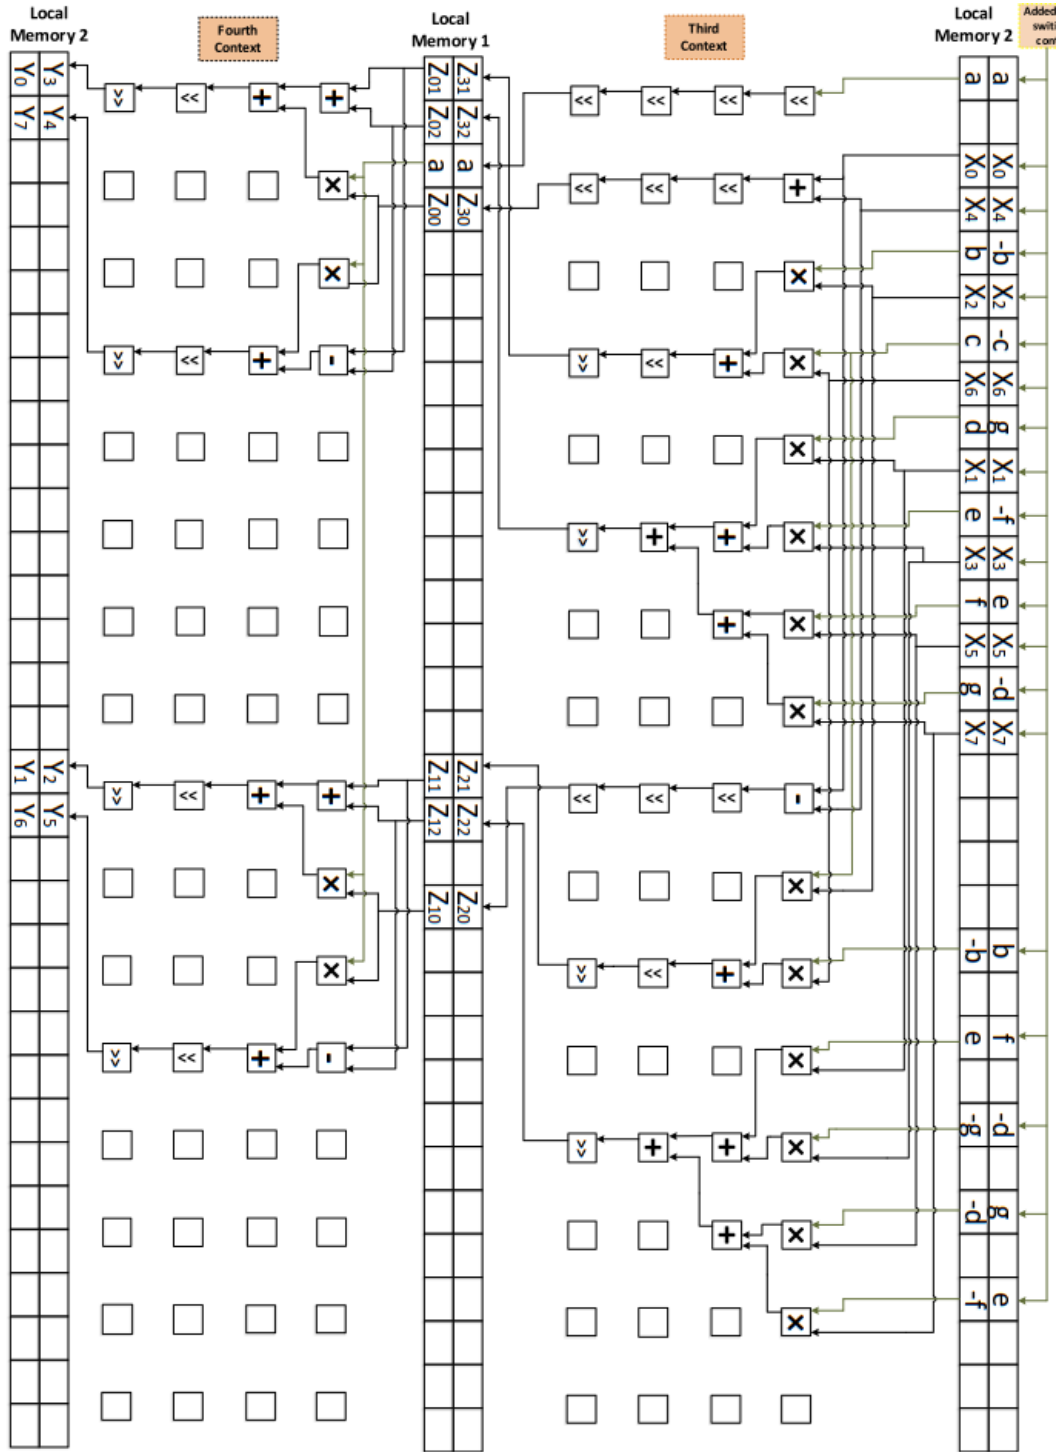 Local
Memory 2
Fourth
Context
Local
Memory 1
Third
Context
Local
Memory 2
Added
switi
cont
Y₀ Y₃
Y₇ Y₄
Y₁ Y₂
Y₆ Y₅
Z₀₁ Z₃₁
Z₀₂ Z₃₂
a a
Z₀₀ Z₃₀
Z₁₁ Z₂₁
Z₁₂ Z₂₂
Z₁₀ Z₂₀
a a
X₀ X₀
X₄ X₄
b -b
X₂ X₂
c -c
X₆ X₆
d g
X₁ X₁
e -f
X₃ X₃
f e
X₅ X₅
g -d
X₇ X₇
-b b
e f
-g -d
-d g
-f e